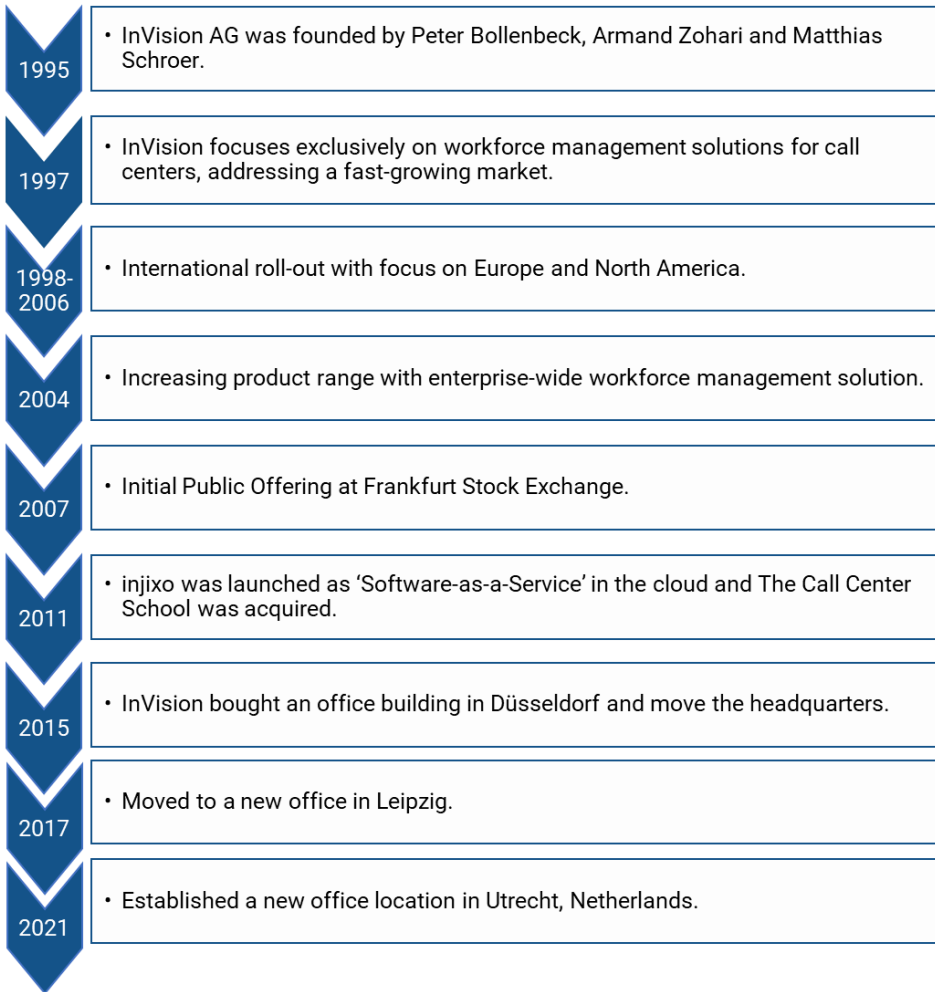 1995
• InVision AG was founded by Peter Bollenbeck, Armand Zohari and Matthias
Schroer.
1997
• InVision focuses exclusively on workforce management solutions for call
centers, addressing a fast-growing market.
1998-
2006
• International roll-out with focus on Europe and North America.
2004
• Increasing product range with enterprise-wide workforce management solution.
2007
• Initial Public Offering at Frankfurt Stock Exchange.
2011
• injixo was launched as ‘Software-as-a-Service’ in the cloud and The Call Center
School was acquired.
2015
• InVision bought an office building in Düsseldorf and move the headquarters.
2017
• Moved to a new office in Leipzig.
2021
• Established a new office location in Utrecht, Netherlands.